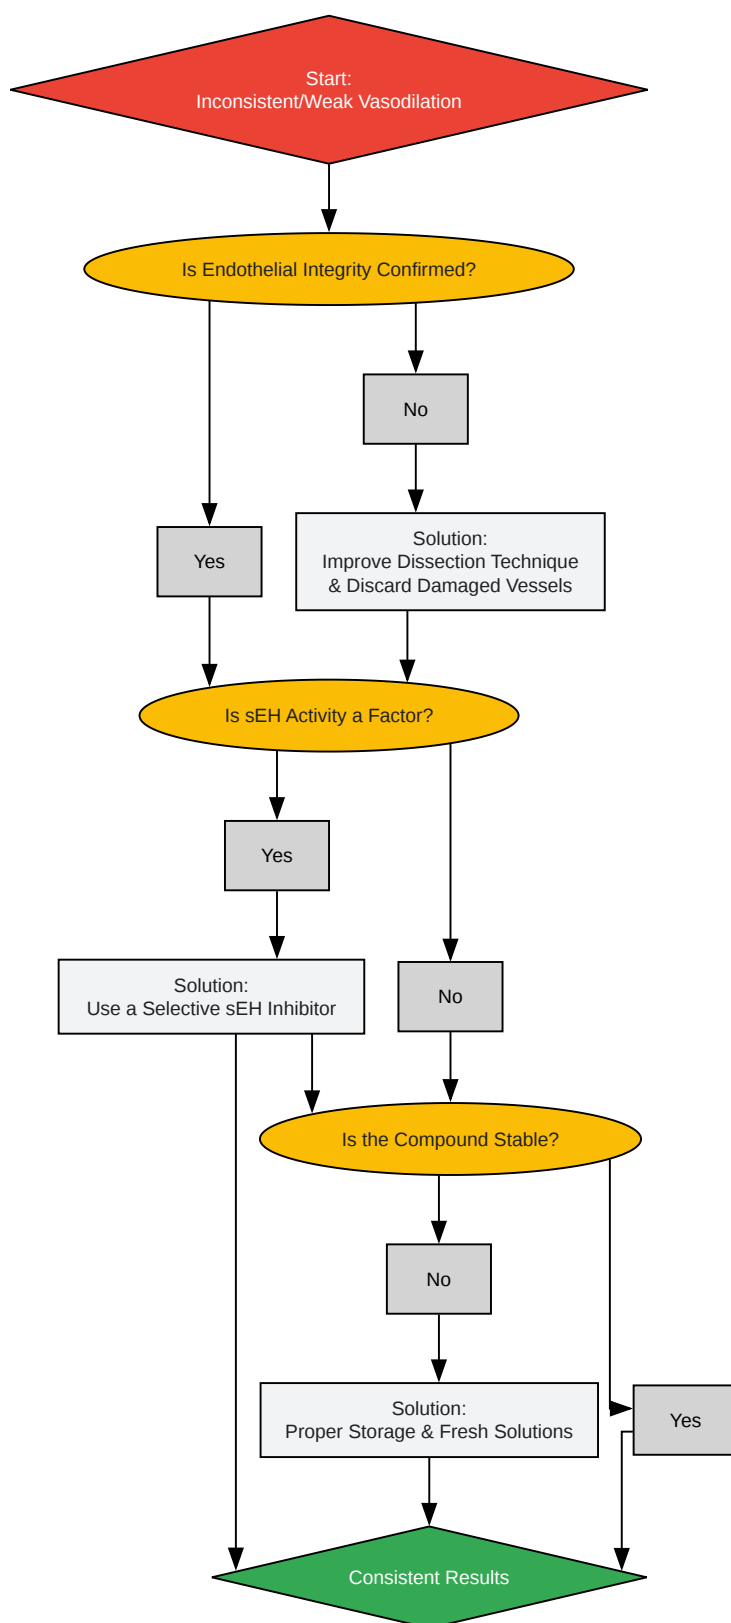 Start:
Inconsistent/Weak Vasodilation
Is Endothelial Integrity Confirmed?
No
Solution:
Improve Dissection Technique
& Discard Damaged Vessels
Yes
Is sEH Activity a Factor?
Yes
Solution:
Use a Selective sEH Inhibitor
No
Is the Compound Stable?
No
Solution:
Proper Storage & Fresh Solutions
Yes
Consistent Results